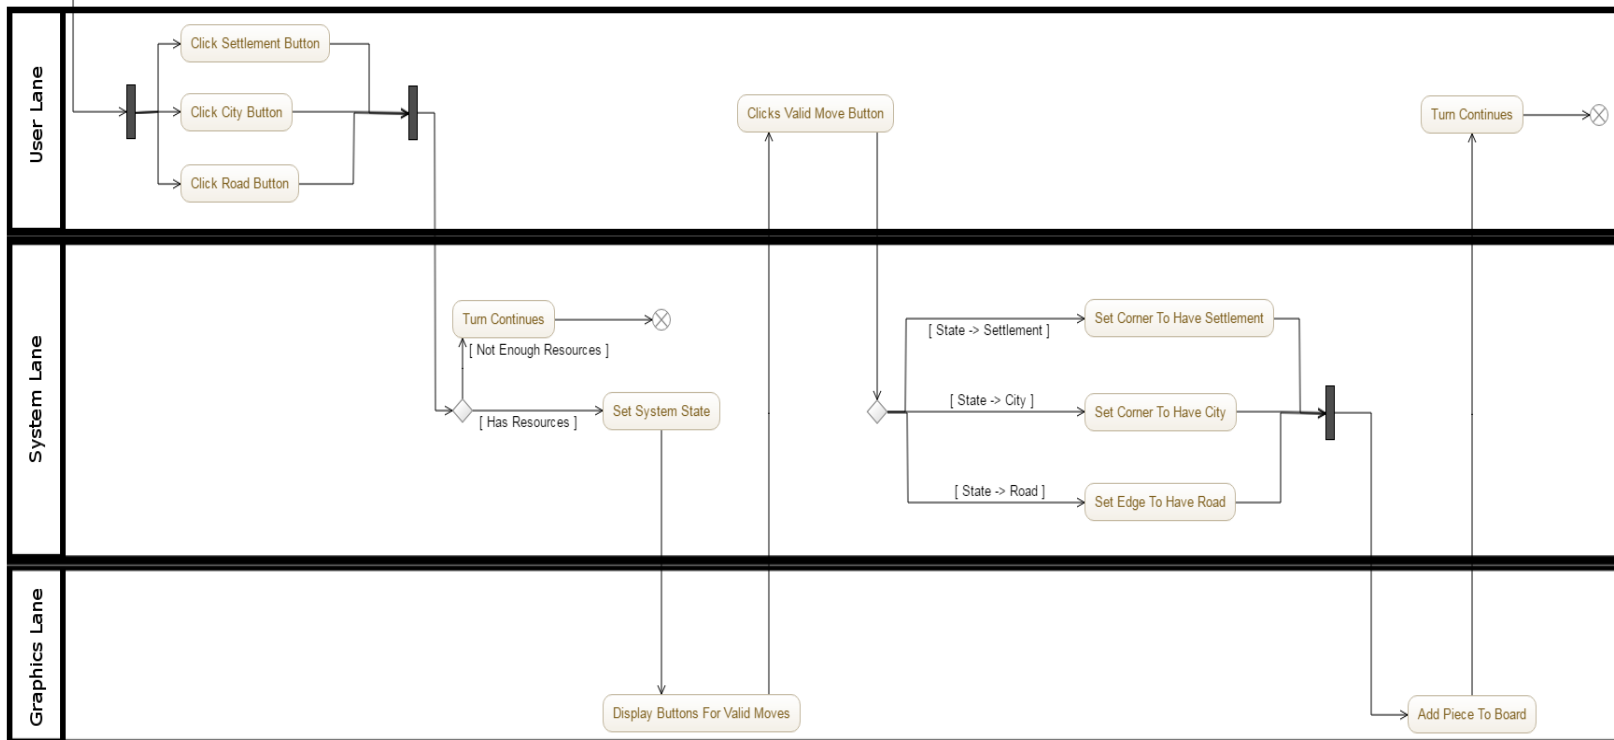 User Lane
Click Settlement Button
Click City Button
Click Road Button
Clicks Valid Move Button
Turn Continues
System Lane
Turn Continues
[ Not Enough Resources ]
[ Has Resources ]
Set System State
[ State -> Settlement ]
[ State -> City ]
[ State -> Road ]
Set Corner To Have Settlement
Set Corner To Have City
Set Edge To Have Road
Graphics Lane
Display Buttons For Valid Moves
Add Piece To Board